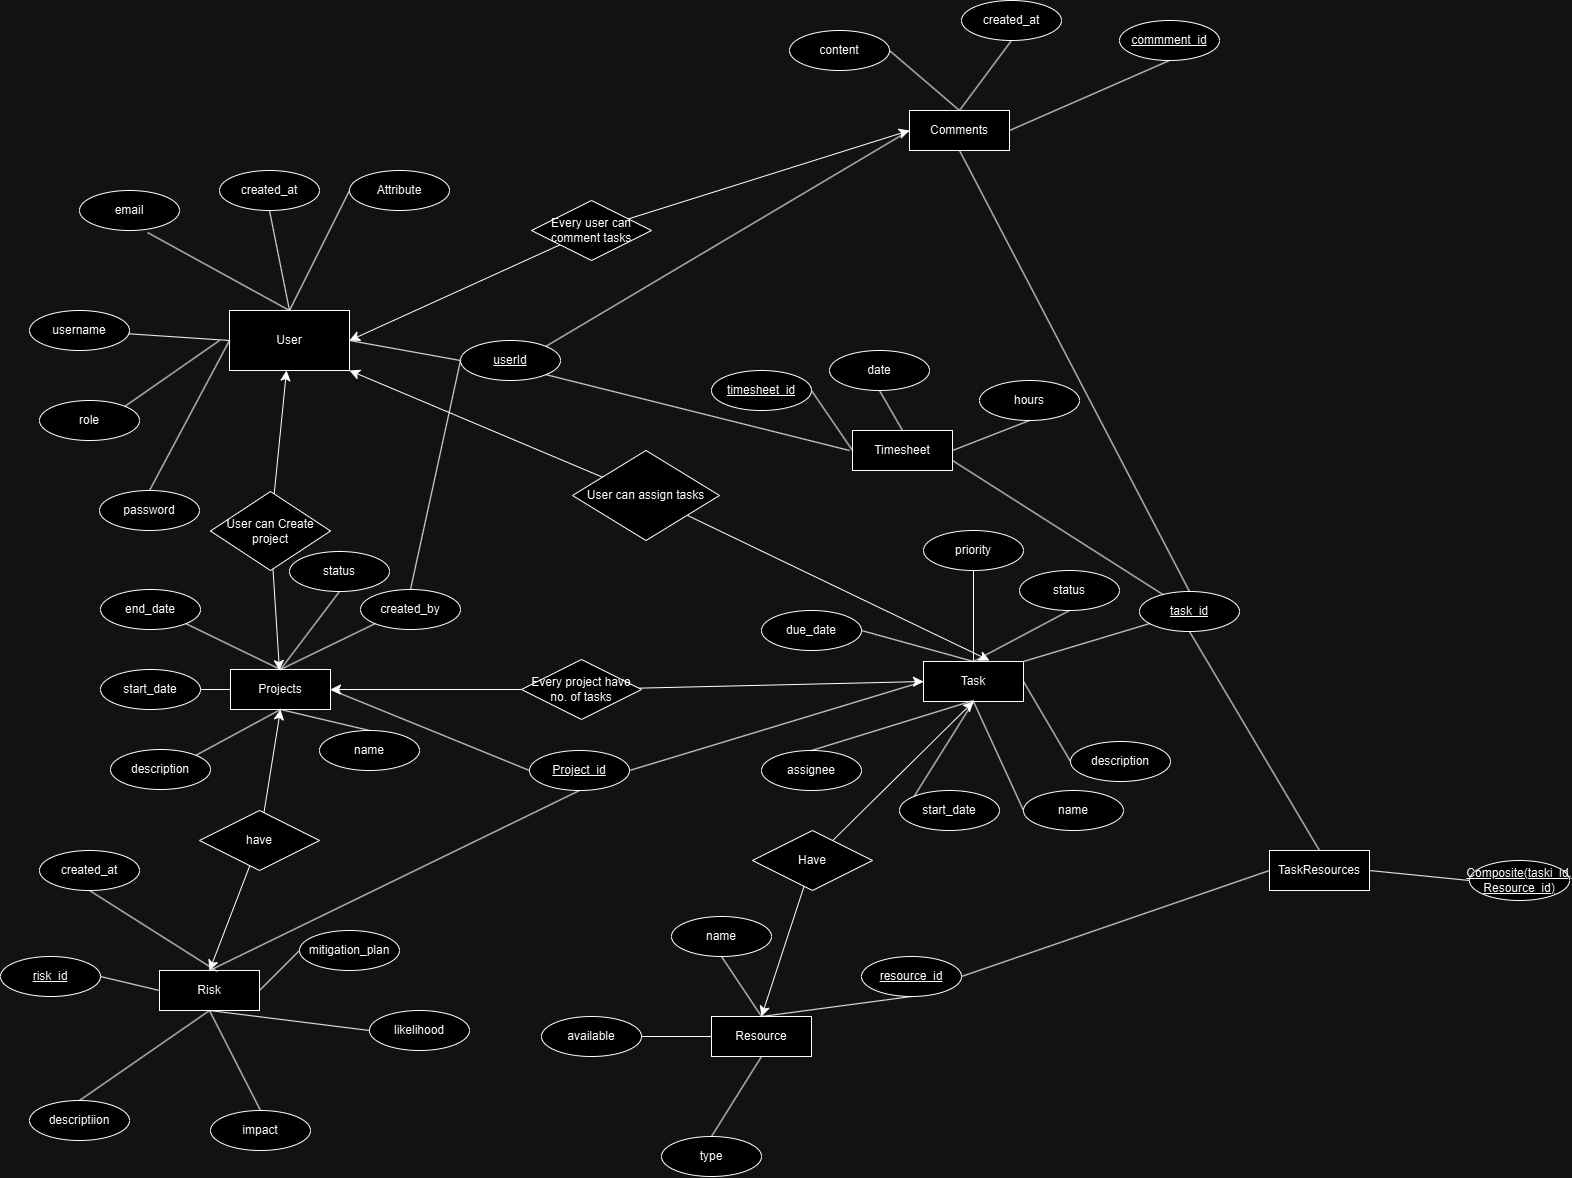 created_at
commment_id
content
Comments
created_at
Attribute
email
Every user can
comment tasks
username
User
userId
date
timesheet_id
hours
role
Timesheet
User can assign tasks
password
User can Create
project
priority
status
status
end_date
created_by
task_id
due_date
start_date
Projects
Every project have
no. of tasks
Task
name
description
Project_id
assignee
description
start_date
name
have
Have
created_at
TaskResources
Composite(taski_id
Resource_id)
name
mitigation_plan
risk_id
resource_id
Risk
likelihood
available
Resource
descriptiion
impact
type